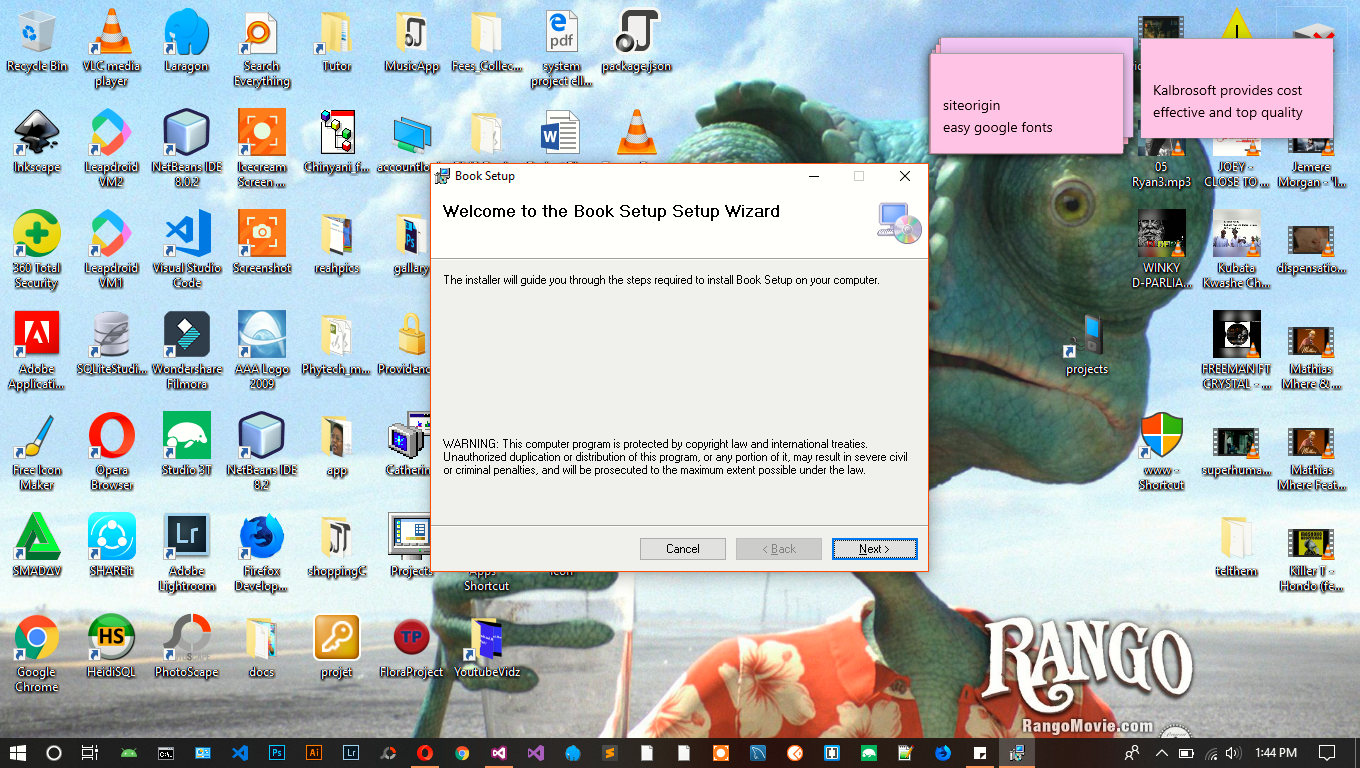 Recycle Bin
VLC media
player
Laragon
Search
Everything
Tutor
MusicApp
Fees_Collec...
pdf
system
project ell...
package.json
siteorigin
easy google fonts
Kalbrosoft provides cost
effective and top quality
Inkscape
Leapdroid
VM2
NetBeans IDE
8.0.2
Icecream
Screen ...
Chinyani_f...
05
Ryan3.mp3
JOEY -
CLOSE TO ...
Jemere
Morgan - 'I...
Book Setup
Welcome to the Book Setup Setup Wizard
The installer will guide you through the steps required to install Book Setup on your computer.
WARNING: This computer program is protected by copyright law and international treaties.
Unauthorized duplication or distribution of this program, or any portion of it, may result in severe civil
or criminal penalties, and will be prosecuted to the maximum extent possible under the law.
Cancel
< Back
Next >
360 Total
Security
Leapdroid
VM1
Visual Studio
Code
Screenshot
reahpics
gallary
WINKY
D-PARLIA...
Kubata
Kwashe Ch...
dispensatio...
Adobe
Applicati...
SQLiteStudi...
Wondershare
Filmora
AAA Logo
2009
Phytech_m...
projects
FREEMAN FT
CRYSTAL - ...
Mathias
Mhere & ...
Free Icon
Maker
Opera
Browser
Studio 3T
NetBeans IDE
8.2
app
www -
Shortcut
superhuma...
Mathias
Mhere Feat...
SMADAV
SHAREit
Lr
Adobe
Lightroom
Firefox
Develop...
shoppingC
Projects
Shortcut
telthem
Killer T -
Hondo (fe...
Google
Chrome
HS
HeidiSQL
PhotoScape
docs
projet
TP
FloraProject
YoutubeVidz
RANGO
RangoMovie.com
Ps
Ai
Lr
1:44 PM